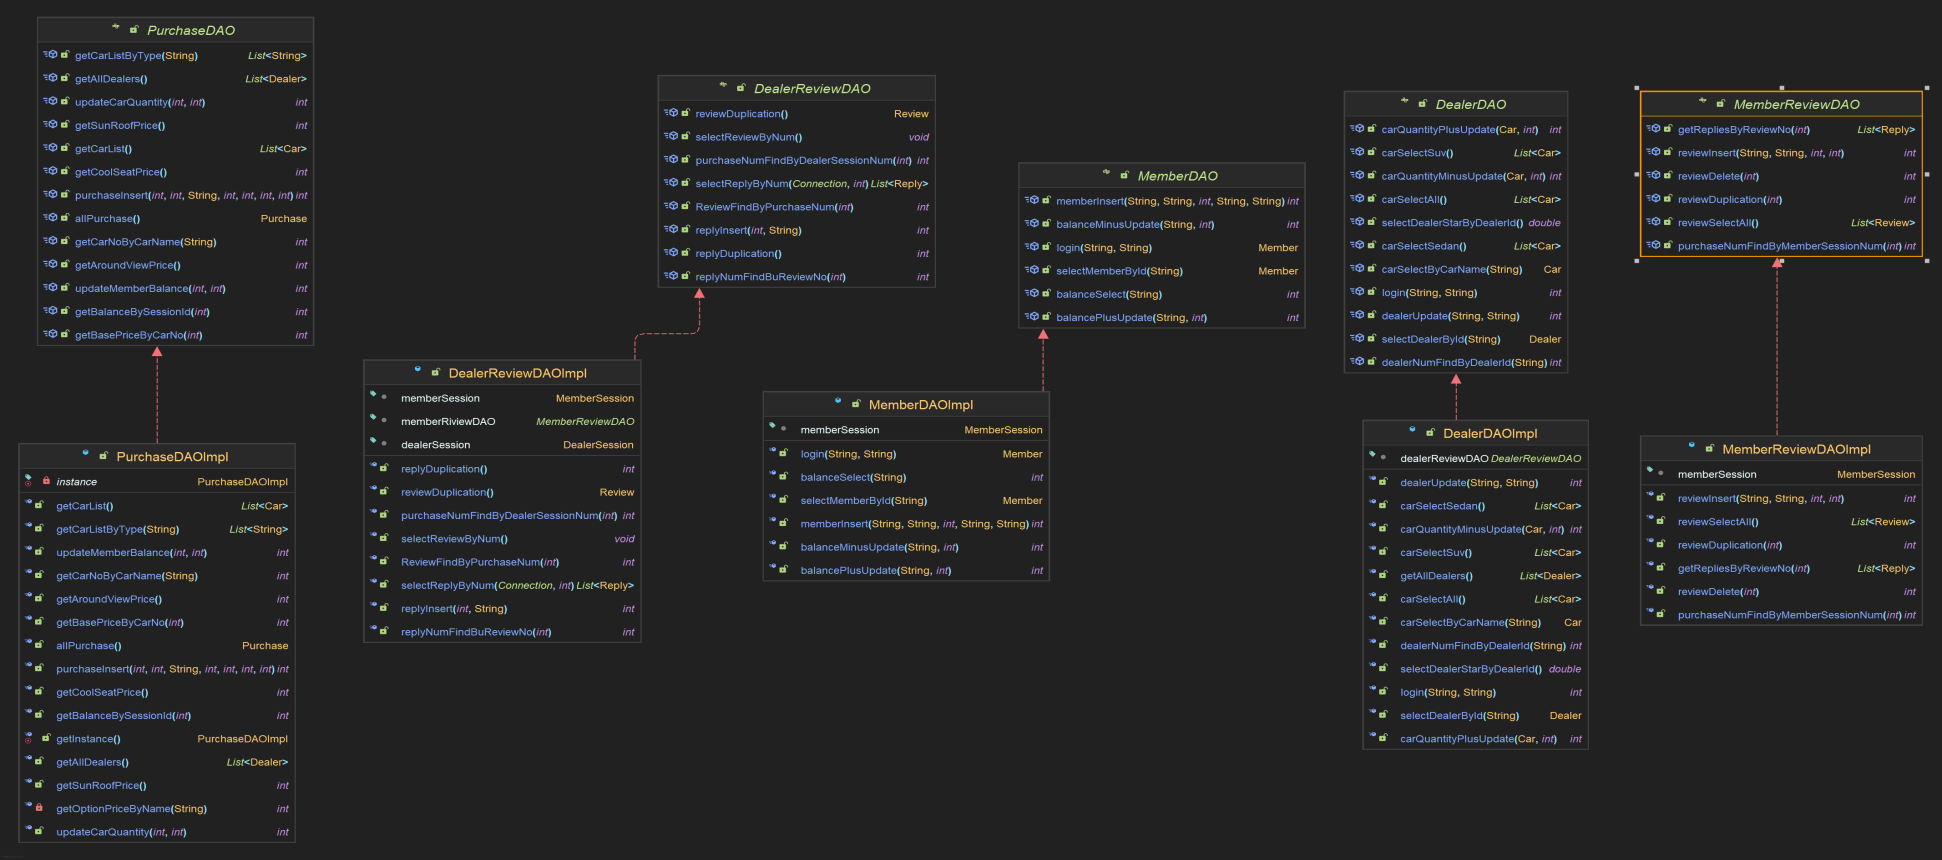 PurchaseDAO
getCarListByType(String) List<String>
getAllDealers() List<Dealer>
updateCarQuantity(int, int) int
getSunRoofPrice() int
getCarList() List<Car>
getCoolSeatPrice() int
purchaseInsert(int, int, String, int, int, int, int) int
allPurchase() Purchase
getCarNoByCarName(String) int
getAroundViewPrice() int
updateMemberBalance(int, int) int
getBalanceBySessionId(int) int
getBasePriceByCarNo(int) int
DealerReviewDAO
reviewDuplication() Review
selectReviewByNum() void
purchaseNumFindByDealerSessionNum(int) int
selectReplyByNum(Connection, int) List<Reply>
ReviewFindByPurchaseNum(int) int
replyInsert(int, String) int
replyDuplication() int
replyNumFindBuReviewNo(int) int
MemberDAO
memberInsert(String, String, int, String, String) int
balanceMinusUpdate(String, int) int
login(String, String) Member
selectMemberById(String) Member
balanceSelect(String) int
balancePlusUpdate(String, int) int
DealerDAO
carQuantityPlusUpdate(Car, int) int
carSelectSuv() List<Car>
carQuantityMinusUpdate(Car, int) int
carSelectAll() List<Car>
selectDealerStarByDealerId() double
carSelectSedan() List<Car>
carSelectByCarName(String) Car
login(String, String) int
dealerUpdate(String, String) int
selectDealerById(String) Dealer
dealerNumFindByDealerId(String) int
MemberReviewDAO
getRepliesByReviewNo(int) List<Reply>
reviewInsert(String, String, int, int) int
reviewDelete(int) int
reviewDuplication(int) int
reviewSelectAll() List<Review>
purchaseNumFindByMemberSessionNum(int) int
PurchaseDAOImpl
instance PurchaseDAOImpl
getCarList() List<Car>
getCarListByType(String) List<String>
updateMemberBalance(int, int) int
getCarNoByCarName(String) int
getAroundViewPrice() int
getBasePriceByCarNo(int) int
allPurchase() Purchase
purchaseInsert(int, int, String, int, int, int, int) int
getCoolSeatPrice() int
getBalanceBySessionId(int) int
getInstance() PurchaseDAOImpl
getAllDealers() List<Dealer>
getSunRoofPrice() int
getOptionPriceByName(String) int
updateCarQuantity(int, int) int
DealerReviewDAOImpl
memberSession MemberSession
memberRiviewDAO MemberReviewDAO
dealerSession DealerSession
replyDuplication() int
reviewDuplication() Review
purchaseNumFindByDealerSessionNum(int) int
selectReviewByNum() void
ReviewFindByPurchaseNum(int) int
selectReplyByNum(Connection, int) List<Reply>
replyInsert(int, String) int
replyNumFindBuReviewNo(int) int
MemberDAOImpl
memberSession MemberSession
login(String, String) Member
balanceSelect(String) int
selectMemberById(String) Member
memberInsert(String, String, int, String, String) int
balanceMinusUpdate(String, int) int
balancePlusUpdate(String, int) int
DealerDAOImpl
dealerReviewDAO DealerReviewDAO
dealerUpdate(String, String) int
carSelectSedan() List<Car>
carQuantityMinusUpdate(Car, int) int
carSelectSuv() List<Car>
getAllDealers() List<Dealer>
carSelectAll() List<Car>
carSelectByCarName(String) Car
dealerNumFindByDealerId(String) int
selectDealerStarByDealerId() double
login(String, String) int
selectDealerById(String) Dealer
carQuantityPlusUpdate(Car, int) int
MemberReviewDAOImpl
memberSession MemberSession
reviewInsert(String, String, int, int) int
reviewSelectAll() List<Review>
reviewDuplication(int) int
getRepliesByReviewNo(int) List<Reply>
reviewDelete(int) int
purchaseNumFindByMemberSessionNum(int) int